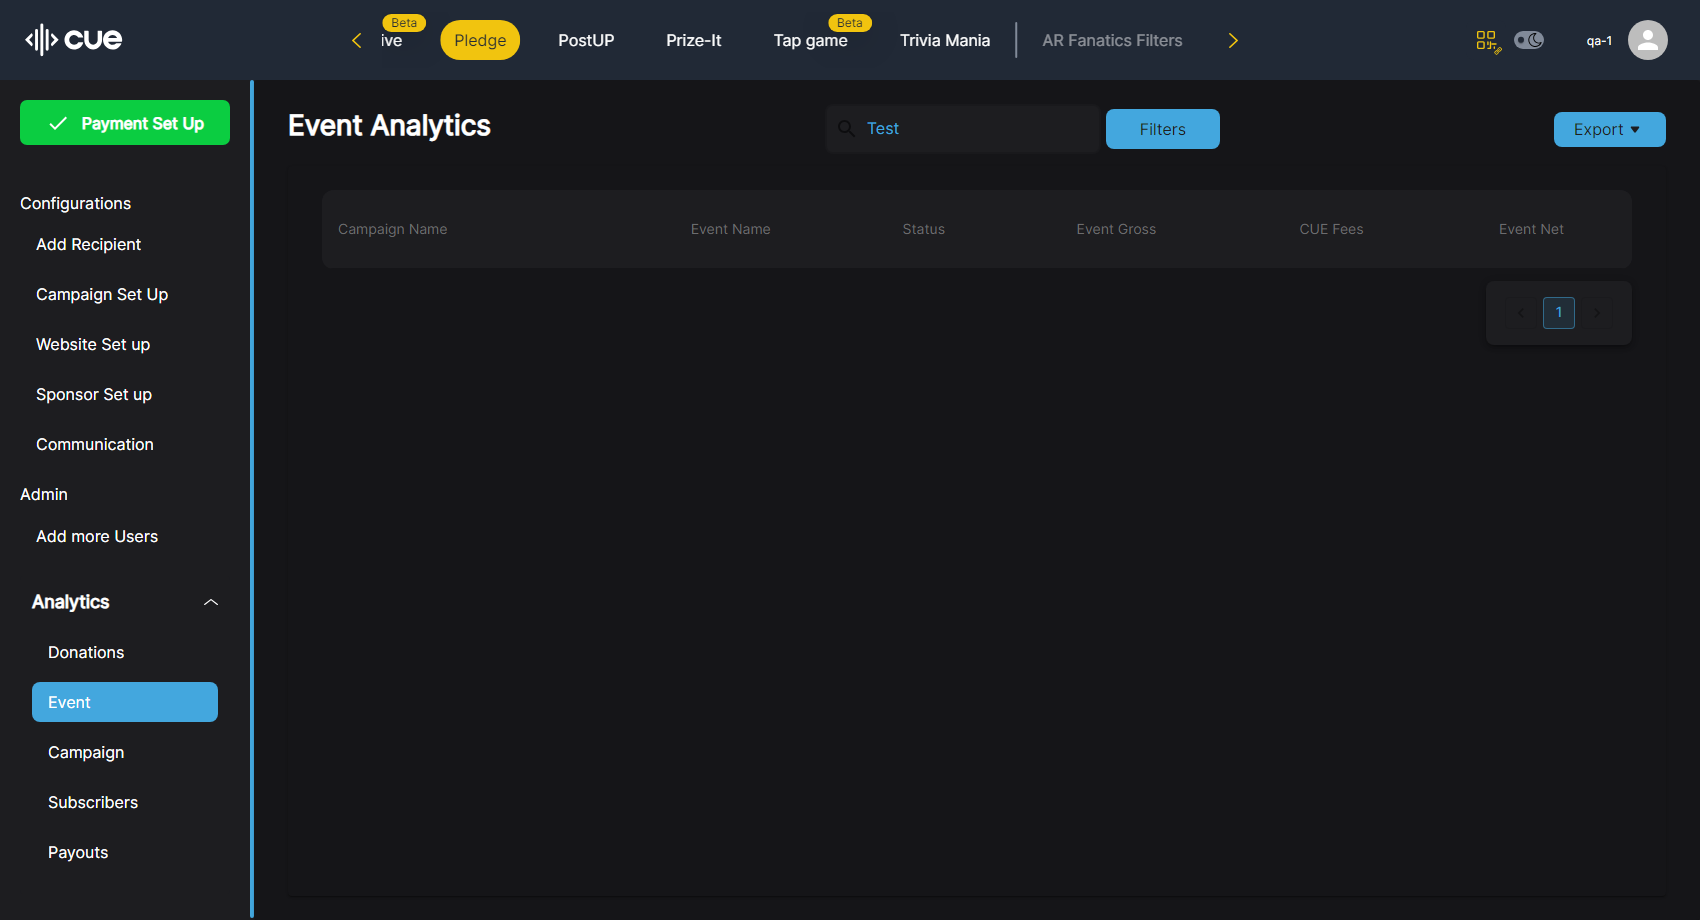 cue
Beta
ive
Pledge
PostUP
Prize-It
Beta
Tap game
Trivia Mania
AR Fanatics Filters
qa-1
Payment Set Up
Configurations
Add Recipient
Campaign Set Up
Website Set up
Sponsor Set up
Communication
Admin
Add more Users
Analytics
Donations
Event
Campaign
Subscribers
Payouts
Event Analytics
Test
Filters
Export
Campaign Name Event Name Status Event Gross CUE Fees Event Net
1